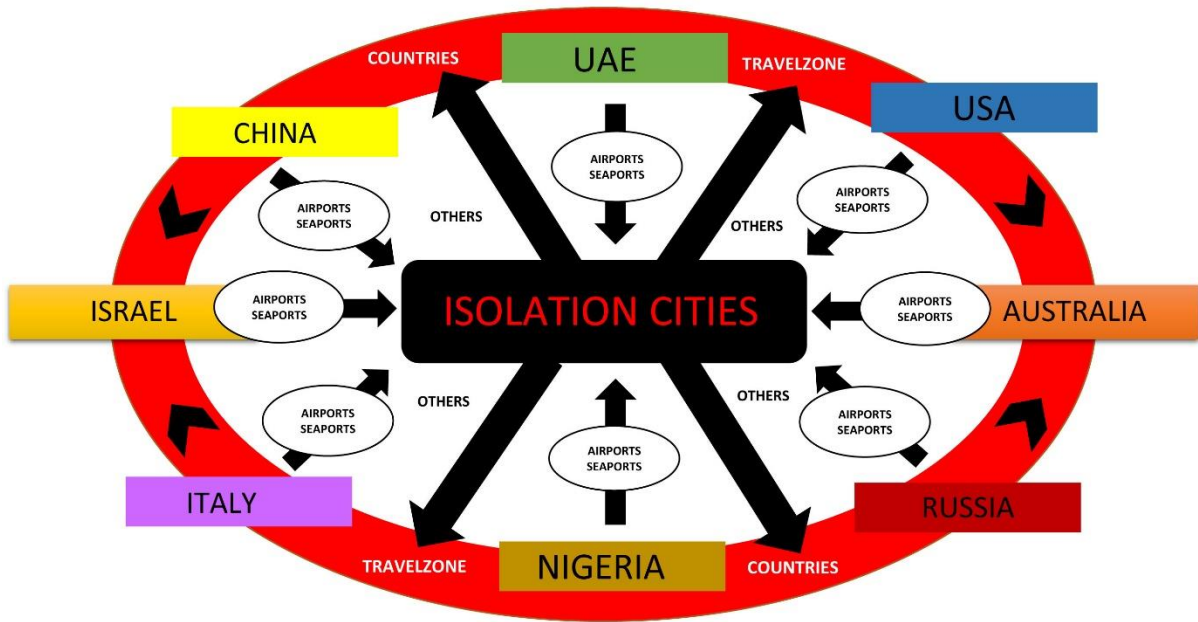 COUNTRIES
UAE
TRAVELZONE
CHINA
USA
AIRPORTS
SEAPORTS
AIRPORTS
SEAPORTS
AIRPORTS
SEAPORTS
OTHERS
OTHERS
ISRAEL
AIRPORTS
SEAPORTS
ISOLATION CITIES
AIRPORTS
SEAPORTS
AUSTRALIA
OTHERS
OTHERS
AIRPORTS
SEAPORTS
AIRPORTS
SEAPORTS
AIRPORTS
SEAPORTS
ITALY
RUSSIA
TRAVELZONE
NIGERIA
COUNTRIES